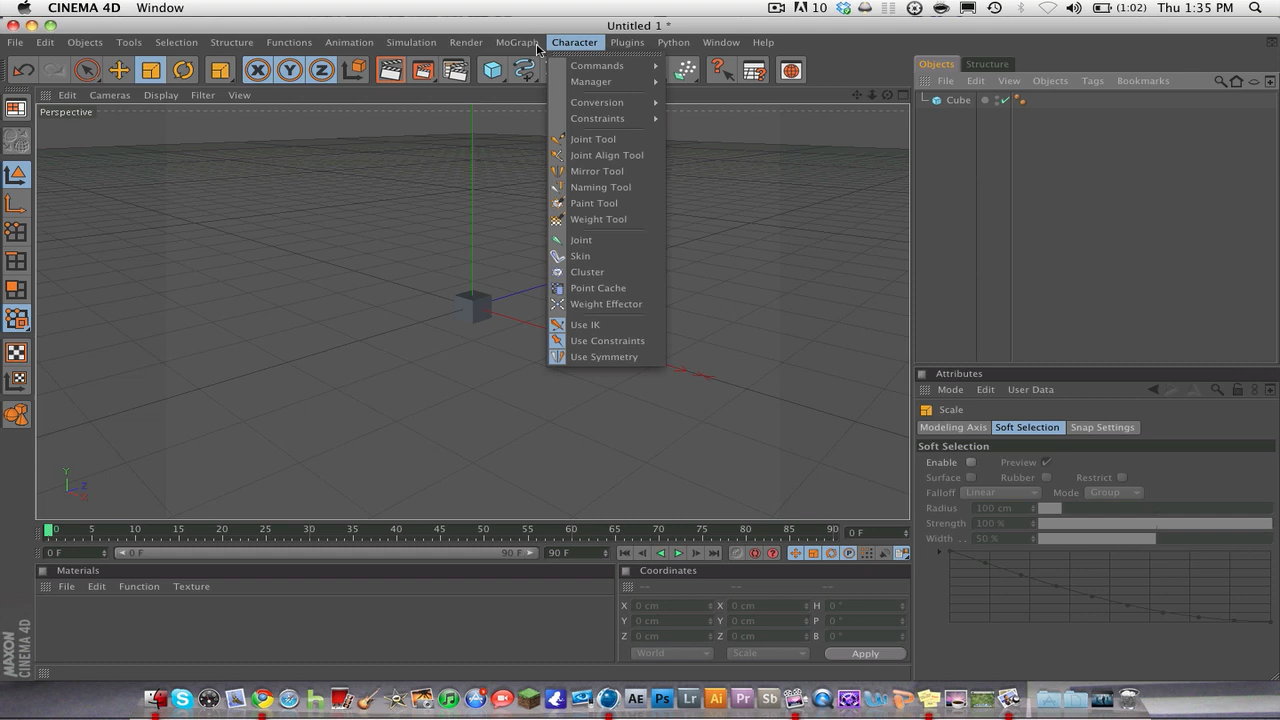 CINEMA 4D Window
10 (1:02) Thu 1:35 PM
Untitled 1 *
File Edit Objects Tools Selection Structure Functions Animation Simulation Render MoGraph Character Plugins Python Window Help
Edit Cameras Display Filter View
Perspective
Commands
Manager
Conversion
Constraints
Joint Tool
Joint Align Tool
Mirror Tool
Naming Tool
Paint Tool
Weight Tool
Joint
Skin
Cluster
Point Cache
Weight Effector
Use IK
Use Constraints
Use Symmetry
Objects Structure
File Edit View Objects Tags Bookmarks
Cube
Attributes
Mode Edit User Data
Scale
Modeling Axis Soft Selection Snap Settings
Soft Selection
Enable Preview
Surface Rubber Restrict
Falloff Linear Mode Group
Radius 100 cm
Strength 100 %
Width . . 50 %
Y
Z
X
0 5 10 15 20 25 30 35 40 45 50 55 60 65 70 75 80 85 90 0 F
0 F 0 F 90 F 90 F
Materials
File Edit Function Texture
Coordinates
-- -- --
X 0 cm X 0 cm H 0 °
Y 0 cm Y 0 cm P 0 °
Z 0 cm Z 0 cm B 0 °
World Scale Apply
MAXON
CINEMA 4D
Ae Ps Lr Ai Pr Sb